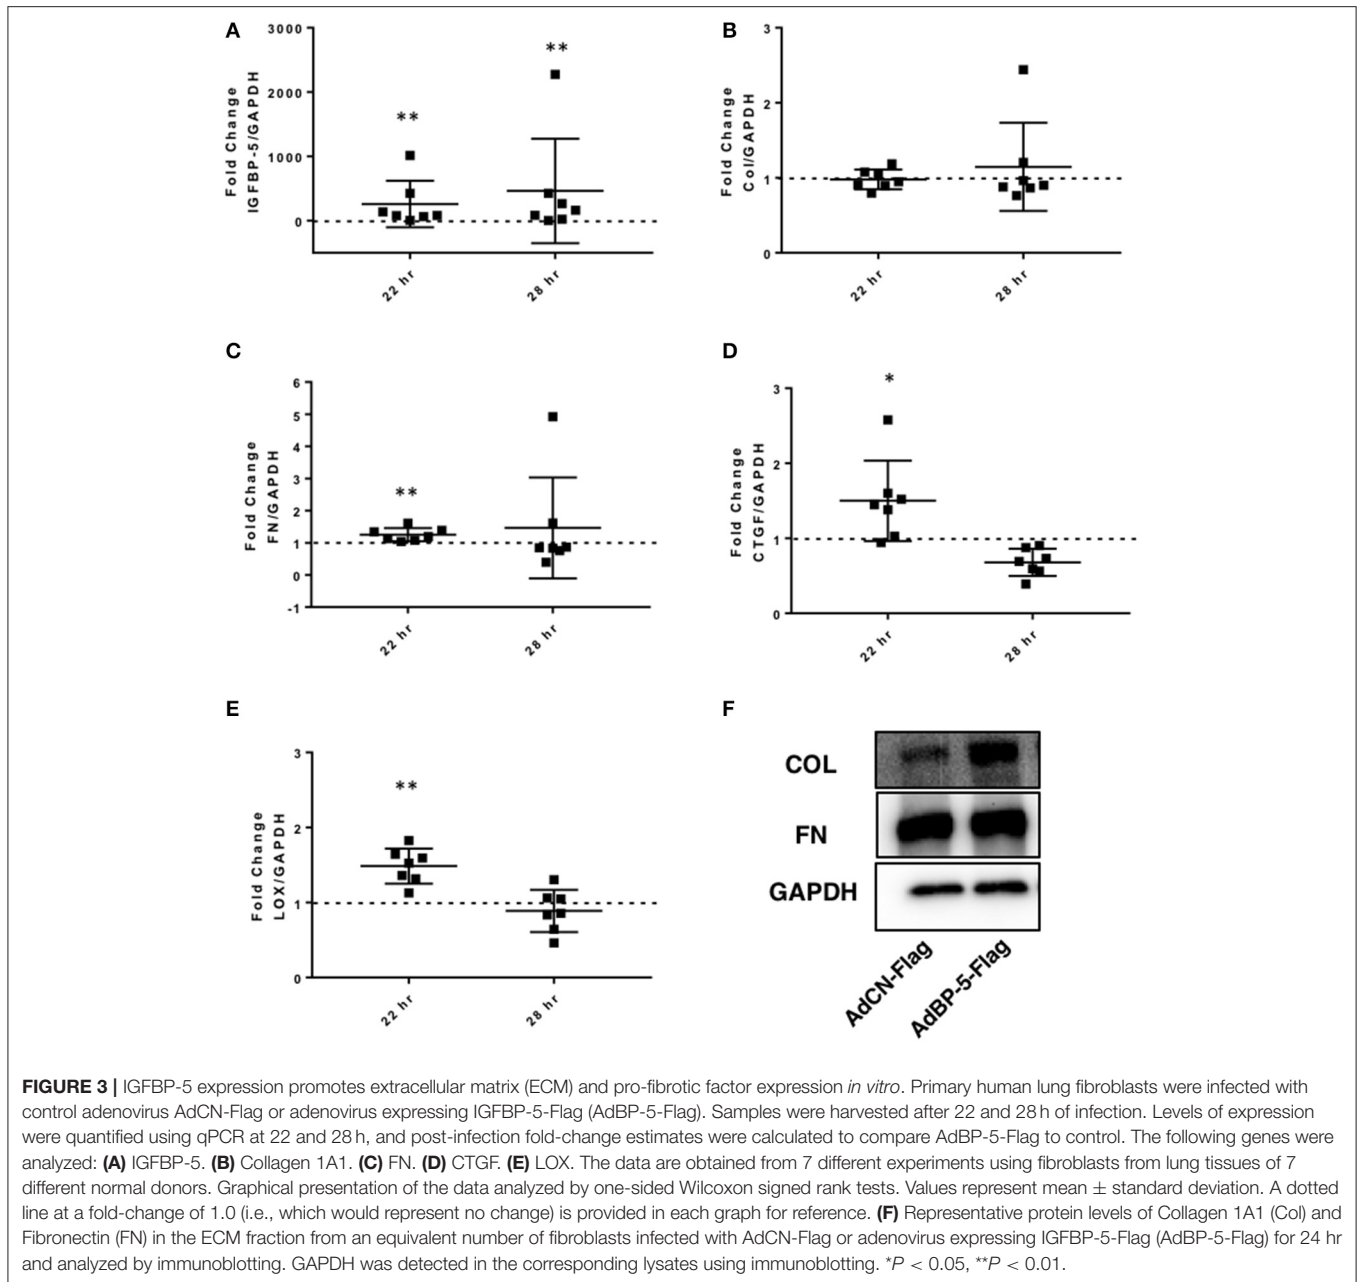 A
3000
2000
1000
0
Fold Change
IGFBP-5/GAPDH
**
**
22 hr
28 hr
B
3
2
1
0
Fold Change
Col/GAPDH
22 hr
28 hr
C
6
5
4
3
2
1
0
-1
Fold Change
FN/GAPDH
**
22 hr
28 hr
D
3
2
1
0
Fold Change
CTGF/GAPDH
*
22 hr
28 hr
E
3
2
1
0
Fold Change
LOX/GAPDH
**
22 hr
28 hr
F
COL
FN
GAPDH
AdCN-Flag
AdBP-5-Flag
FIGURE 3 | IGFBP-5 expression promotes extracellular matrix (ECM) and pro-fibrotic factor expression in vitro. Primary human lung fibroblasts were infected with
control adenovirus AdCN-Flag or adenovirus expressing IGFBP-5-Flag (AdBP-5-Flag). Samples were harvested after 22 and 28 h of infection. Levels of expression
were quantified using qPCR at 22 and 28 h, and post-infection fold-change estimates were calculated to compare AdBP-5-Flag to control. The following genes were
analyzed: (A) IGFBP-5. (B) Collagen 1A1. (C) FN. (D) CTGF. (E) LOX. The data are obtained from 7 different experiments using fibroblasts from lung tissues of 7
different normal donors. Graphical presentation of the data analyzed by one-sided Wilcoxon signed rank tests. Values represent mean ± standard deviation. A dotted
line at a fold-change of 1.0 (i.e., which would represent no change) is provided in each graph for reference. (F) Representative protein levels of Collagen 1A1 (Col) and
Fibronectin (FN) in the ECM fraction from an equivalent number of fibroblasts infected with AdCN-Flag or adenovirus expressing IGFBP-5-Flag (AdBP-5-Flag) for 24 hr
and analyzed by immunoblotting. GAPDH was detected in the corresponding lysates using immunoblotting. *P < 0.05, **P < 0.01.